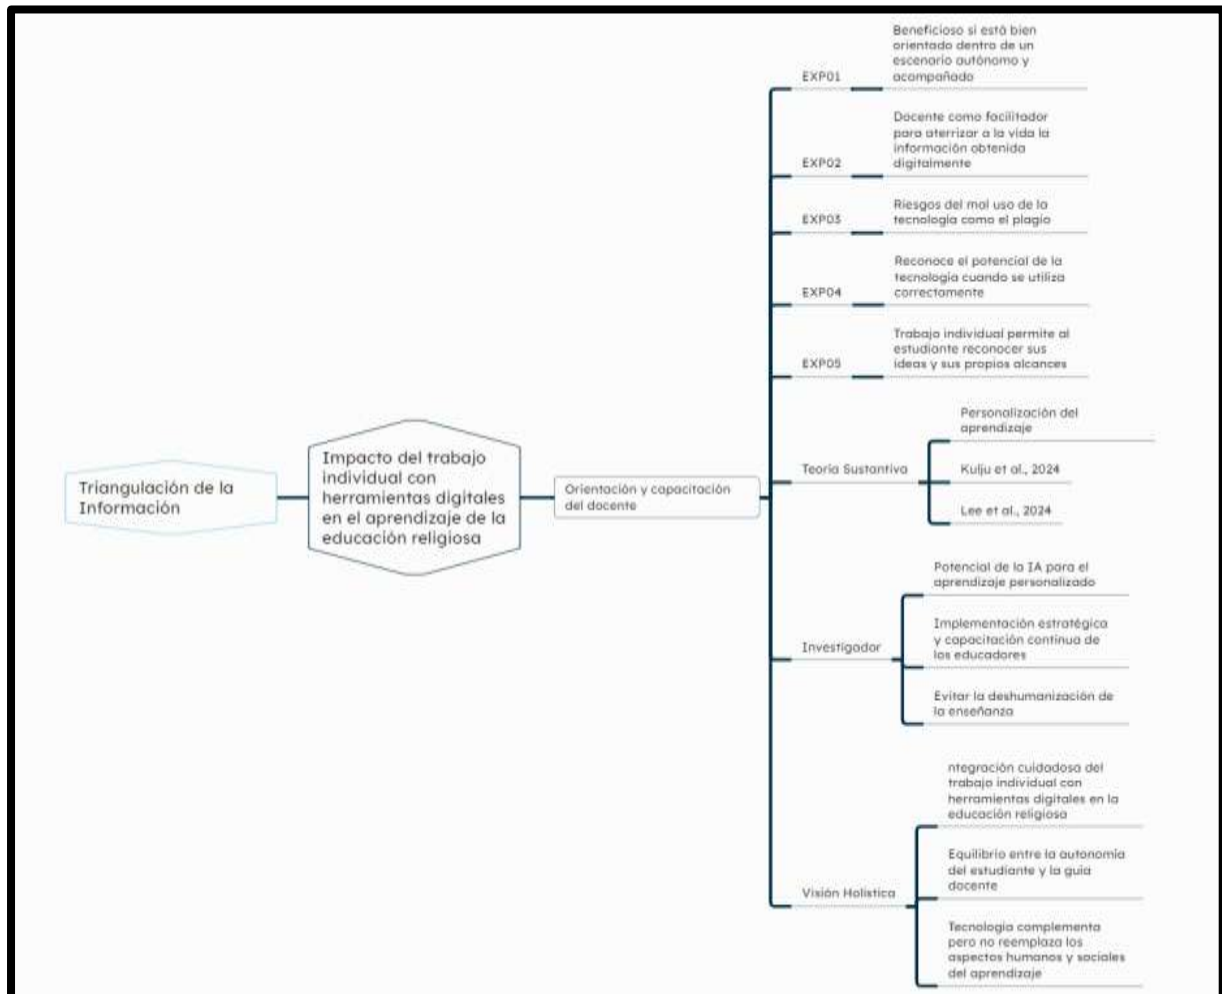 Triangulación de la
Información
Impacto del trabajo
individual con
herramientas digitales
en el aprendizaje de la
educación religiosa
Orientación y capacitación
del docente
EXP01
Beneficioso si está bien
orientado dentro de un
escenario autónomo y
acompañado
EXP02
Docente como facilitador
para aterrizar a la vida la
información obtenida
digitalmente
EXP03
Riesgos del mal uso de la
tecnología como el plagio
EXP04
Reconoce el potencial de la
tecnología cuando se utiliza
correctamente
EXP05
Trabajo individual permite al
estudiante reconocer sus
ideas y sus propios alcances
Teoría Sustantiva
Personalización del
aprendizaje
Kulju et al., 2024
Lee et al., 2024
Investigador
Potencial de la IA para el
aprendizaje personalizado
Implementación estratégica
y capacitación continua de
los educadores
Evitar la deshumanización de
la enseñanza
Visión Holística
ntegración cuidadosa del
trabajo individual con
herramientas digitales en la
educación religiosa
Equilibrio entre la autonomía
del estudiante y la guía
docente
Tecnología complementa
pero no reemplaza los
aspectos humanos y sociales
del aprendizaje